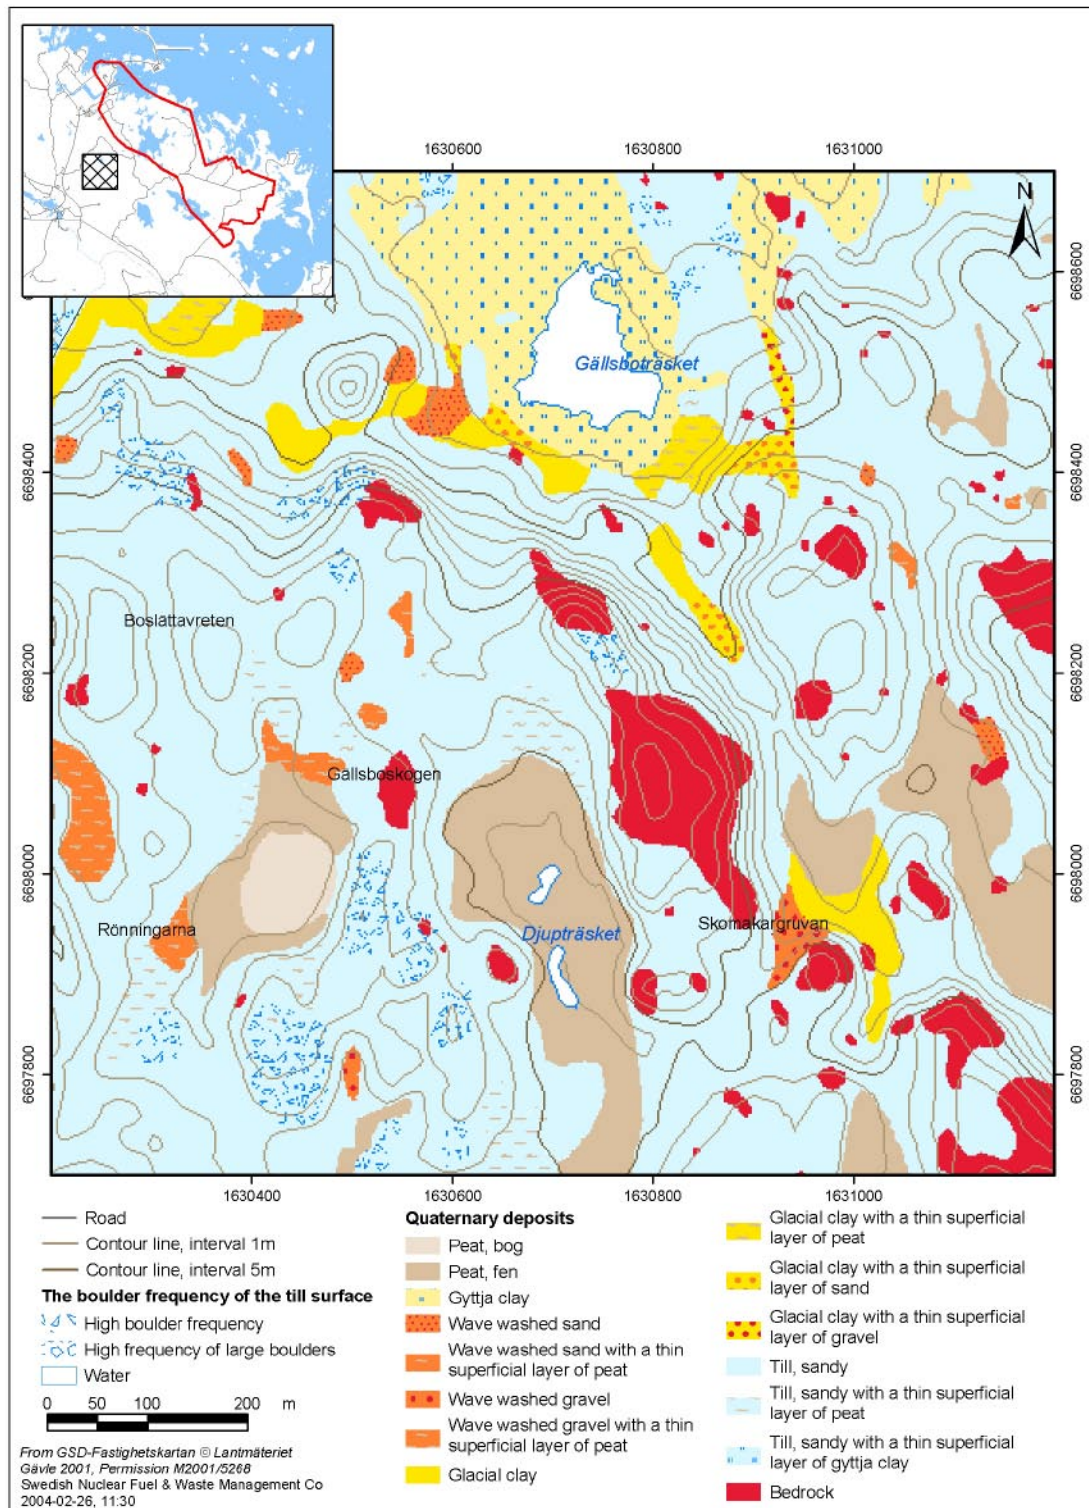 1630600 1630800 1631000
N
6698600
Gällsboträsket
6698400 6698400
Boslättavreten
6698200 6698200
Gällsboskogen
6698000 6698000
Rönningarna Djupträsket Skomakargruvan
6697800 6697800
1630400 1630600 1630800 1631000
Road
Contour line, interval 1m
Contour line, interval 5m
The boulder frequency of the till surface
High boulder frequency
High frequency of large boulders
Water
0 50 100 200 m
From GSD-Fastighetskartan © Lantmäteriet
Gävle 2001, Permission M2001/5268
Swedish Nuclear Fuel & Waste Management Co
2004-02-26, 11:30
Quaternary deposits
Peat, bog
Peat, fen
Gyttja clay
Wave washed sand
Wave washed sand with a thin
superficial layer of peat
Wave washed gravel
Wave washed gravel with a thin
superficial layer of peat
Glacial clay
Glacial clay with a thin superficial
layer of peat
Glacial clay with a thin superficial
layer of sand
Glacial clay with a thin superficial
layer of gravel
Till, sandy
Till, sandy with a thin superficial
layer of peat
Till, sandy with a thin superficial
layer of gyttja clay
Bedrock